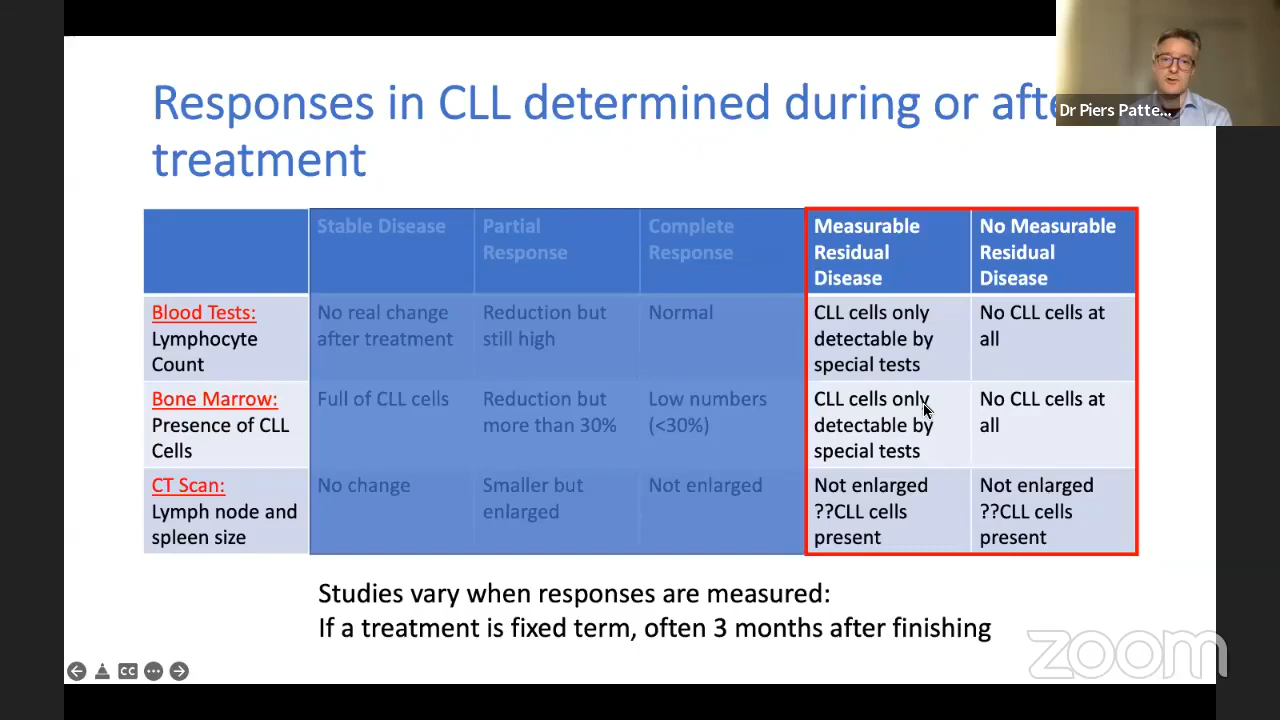 Responses in CLL determined during or afte
treatment
Dr Piers Patte...
Stable Disease
Partial
Response
Complete
Response
Measurable
Residual
Disease
No Measurable
Residual
Disease
Blood Tests:
Lymphocyte
Count
No real change
after treatment
Reduction but
still high
Normal
CLL cells only
detectable by
special tests
No CLL cells at
all
Bone Marrow:
Presence of CLL
Cells
Full of CLL cells
Reduction but
more than 30%
Low numbers
(<30%)
CLL cells only
detectable by
special tests
No CLL cells at
all
CT Scan:
Lymph node and
spleen size
No change
Smaller but
enlarged
Not enlarged
Not enlarged
??CLL cells
present
Not enlarged
??CLL cells
present
Studies vary when responses are measured:
If a treatment is fixed term, often 3 months after finishing
zoom
CC